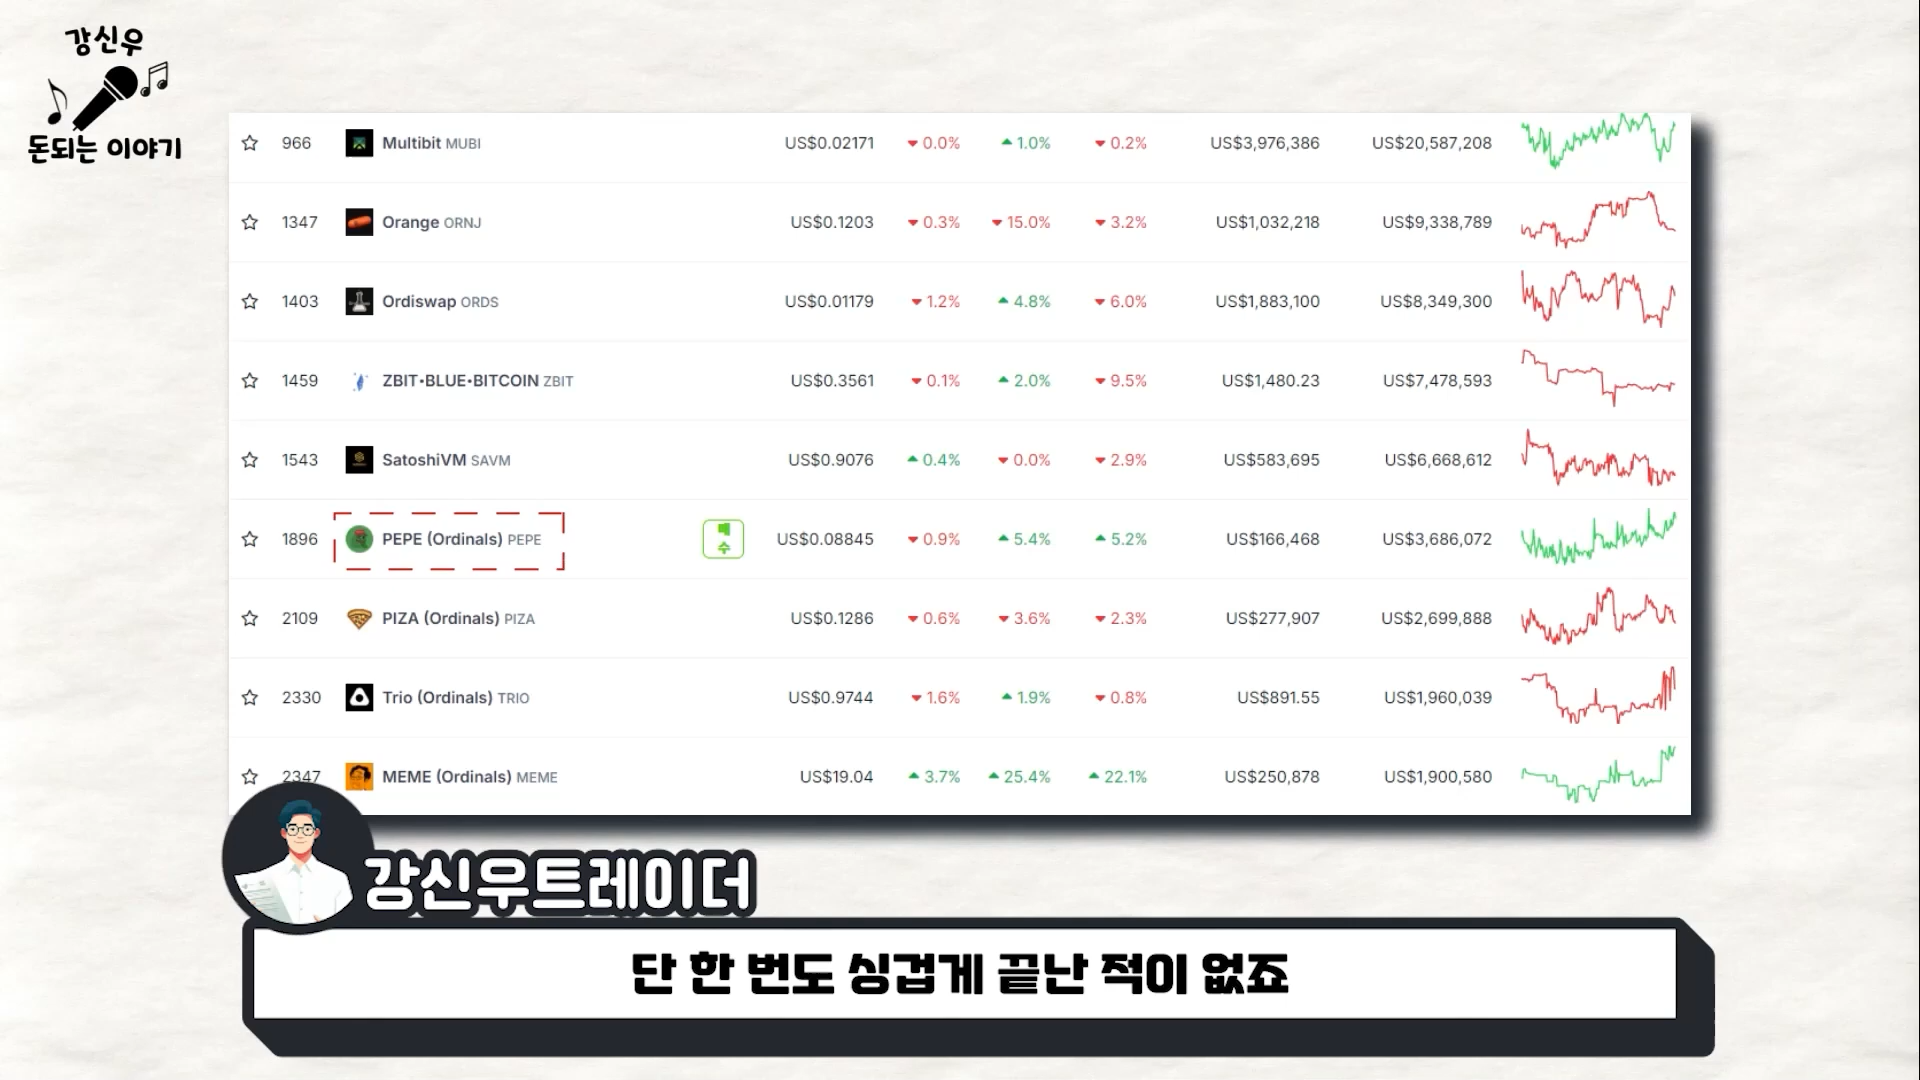 강신우
돈되는 이야기
966 Multibit MUBI US$0.02171 0.0% 1.0% 0.2% US$3,976,386 US$20,587,208
1347 Orange ORNJ US$0.1203 0.3% 15.0% 3.2% US$1,032,218 US$9,338,789
1403 Ordiswap ORDS US$0.01179 1.2% 4.8% 6.0% US$1,883,100 US$8,349,300
1459 ZBIT•BLUE•BITCOIN ZBIT US$0.3561 0.1% 2.0% 9.5% US$1,480.23 US$7,478,593
1543 SatoshiVM SAVM US$0.9076 0.4% 0.0% 2.9% US$583,695 US$6,668,612
1896 PEPE (Ordinals) PEPE 매수 US$0.08845 0.9% 5.4% 5.2% US$166,468 US$3,686,072
2109 PIZA (Ordinals) PIZA US$0.1286 0.6% 3.6% 2.3% US$277,907 US$2,699,888
2330 Trio (Ordinals) TRIO US$0.9744 1.6% 1.9% 0.8% US$891.55 US$1,960,039
2347 MEME (Ordinals) MEME US$19.04 3.7% 25.4% 22.1% US$250,878 US$1,900,580
강신우트레이더
단 한 번도 싱겁게 끝난 적이 없죠